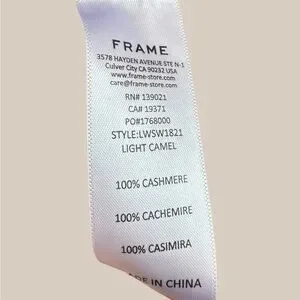 FRAME
3578 HAYDEN AVENUE STE N-1
Culver City CA 90232 USA
www.frame-store.com
care@frame-store.com
RN# 139021
CA# 19371
PO#1768000
STYLE:LWSW1821
LIGHT CAMEL
100% CASHMERE
100% CACHEMIRE
100% CASIMIRA
IN CHINA